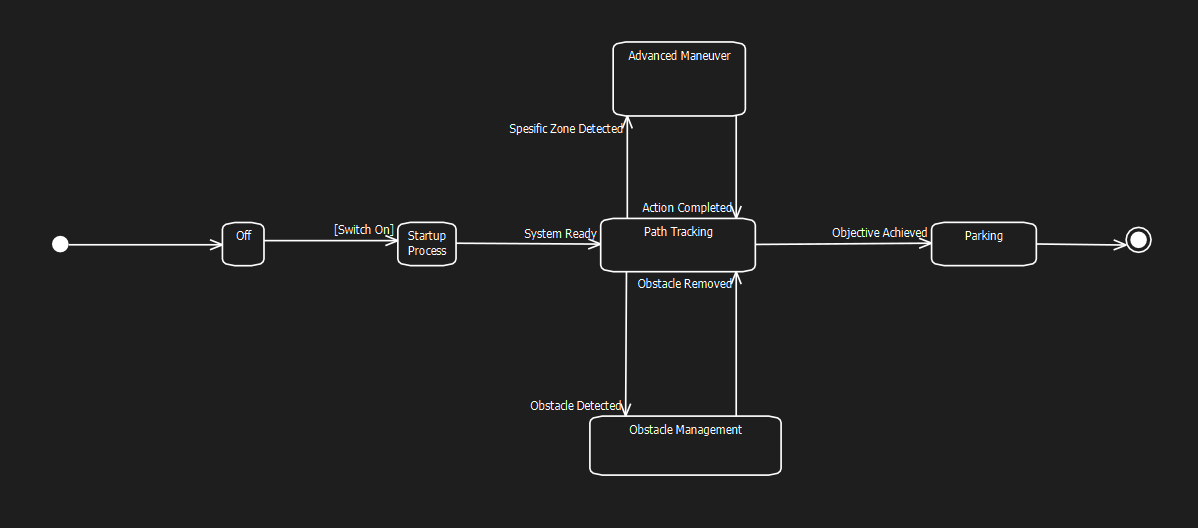 Advanced Maneuver
Spesific Zone Detected
Action Completed
Off
[Switch On]
Startup
Process
System Ready
Path Tracking
Objective Achieved
Parking
Obstacle Removed
Obstacle Detected
Obstacle Management